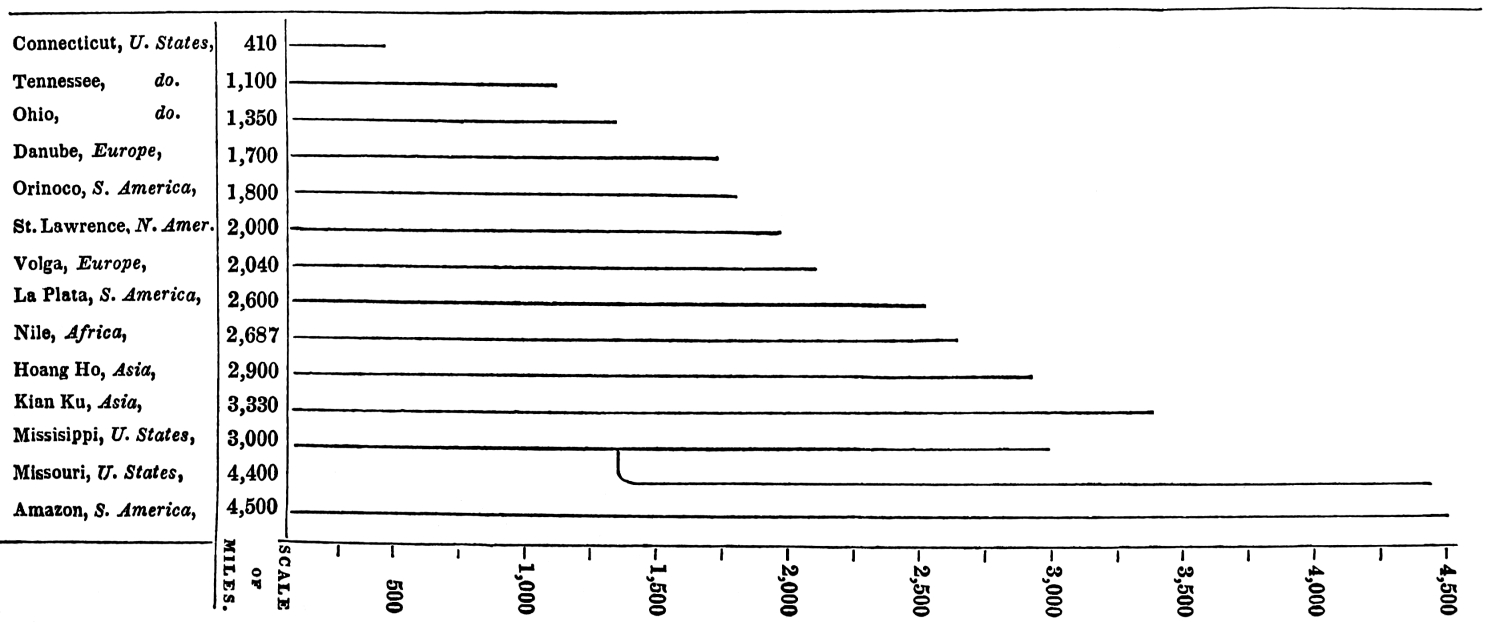 Connecticut, U. States, 410
Tennessee, do. 1,100
Ohio, do. 1,350
Danube, Europe, 1,700
Orinoco, S. America, 1,800
St. Lawrence, N. Amer. 2,000
Volga, Europe, 2,040
La Plata, S. America, 2,600
Nile, Africa, 2,687
Hoang Ho, Asia, 2,900
Kian Ku, Asia, 3,330
Missisippi, U. States, 3,000
Missouri, U. States, 4,400
Amazon, S. America, 4,500
SCALE
OF
MILES.
500
1,000
1,500
2,000
2,500
3,000
3,500
4,000
4,500